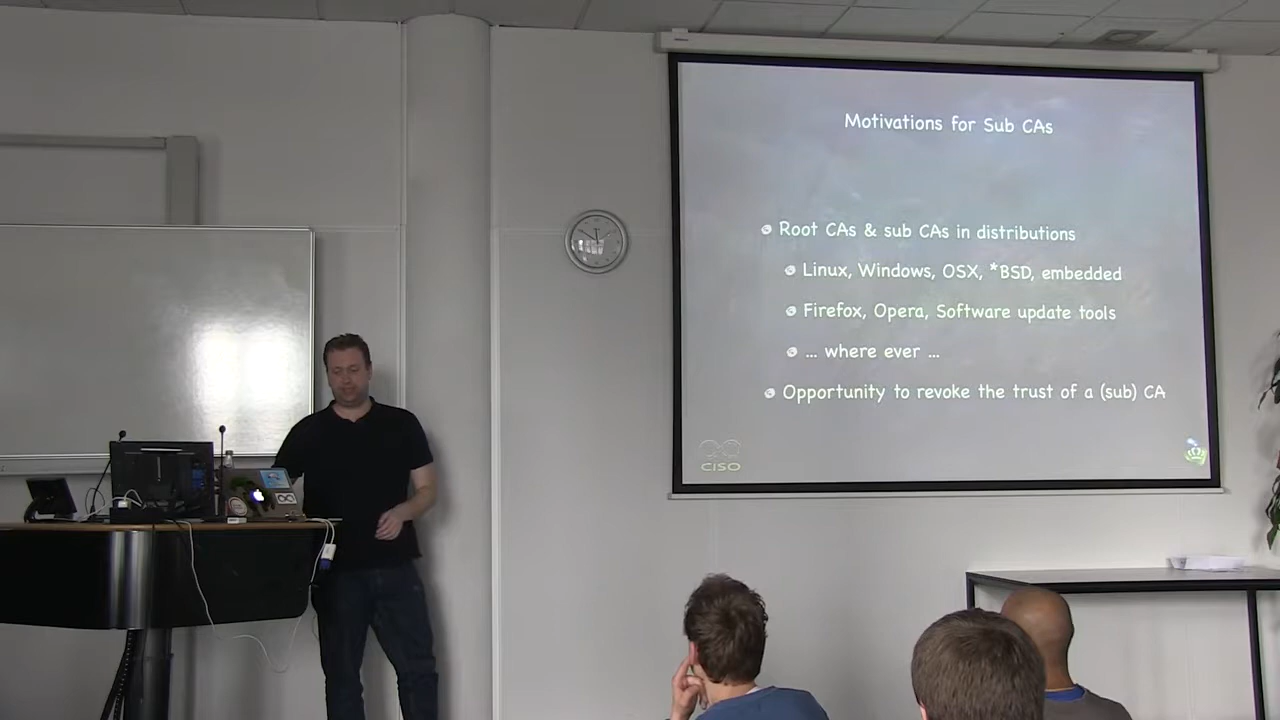 Motivations for Sub CAs
Root CAs & sub CAs in distributions
Linux, Windows, OSX, *BSD, embedded
Firefox, Opera, Software update tools
... where ever ...
Opportunity to revoke the trust of a (sub) CA
CISO